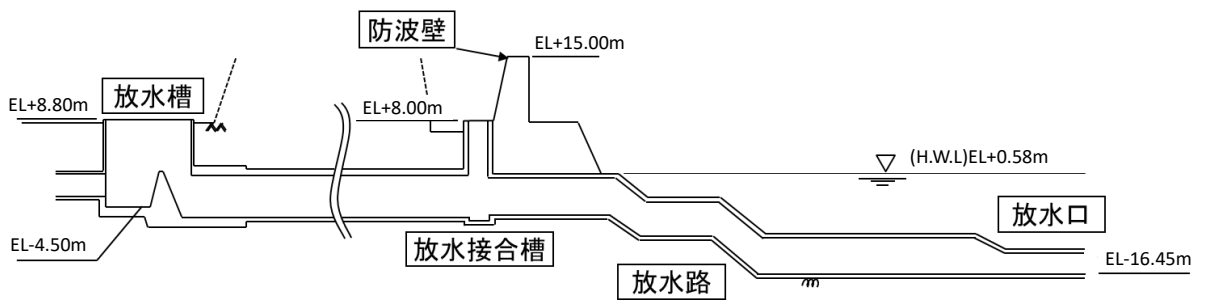 防波壁
EL+15.00m
放水槽
EL+8.80m
EL+8.00m
(H.W.L)EL+0.58m
放水口
EL-4.50m
放水接合槽
EL-16.45m
放水路